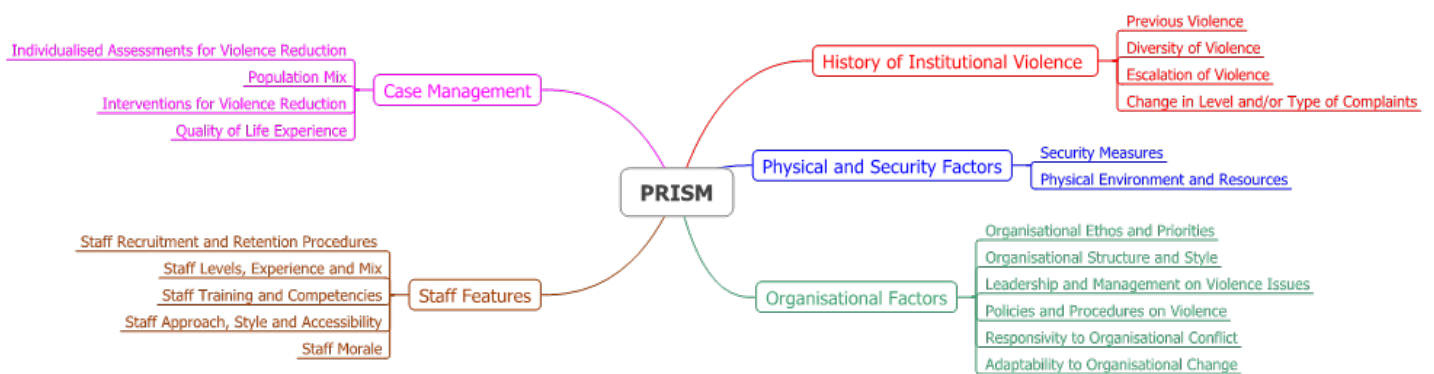 PRISM
History of Institutional Violence
Previous Violence
Diversity of Violence
Escalation of Violence
Change in Level and/or Type of Complaints
Physical and Security Factors
Security Measures
Physical Environment and Resources
Organisational Factors
Organisational Ethos and Priorities
Organisational Structure and Style
Leadership and Management on Violence Issues
Policies and Procedures on Violence
Responsivity to Organisational Conflict
Adaptability to Organisational Change
Case Management
Individualised Assessments for Violence Reduction
Population Mix
Interventions for Violence Reduction
Quality of Life Experience
Staff Features
Staff Recruitment and Retention Procedures
Staff Levels, Experience and Mix
Staff Training and Competencies
Staff Approach, Style and Accessibility
Staff Morale